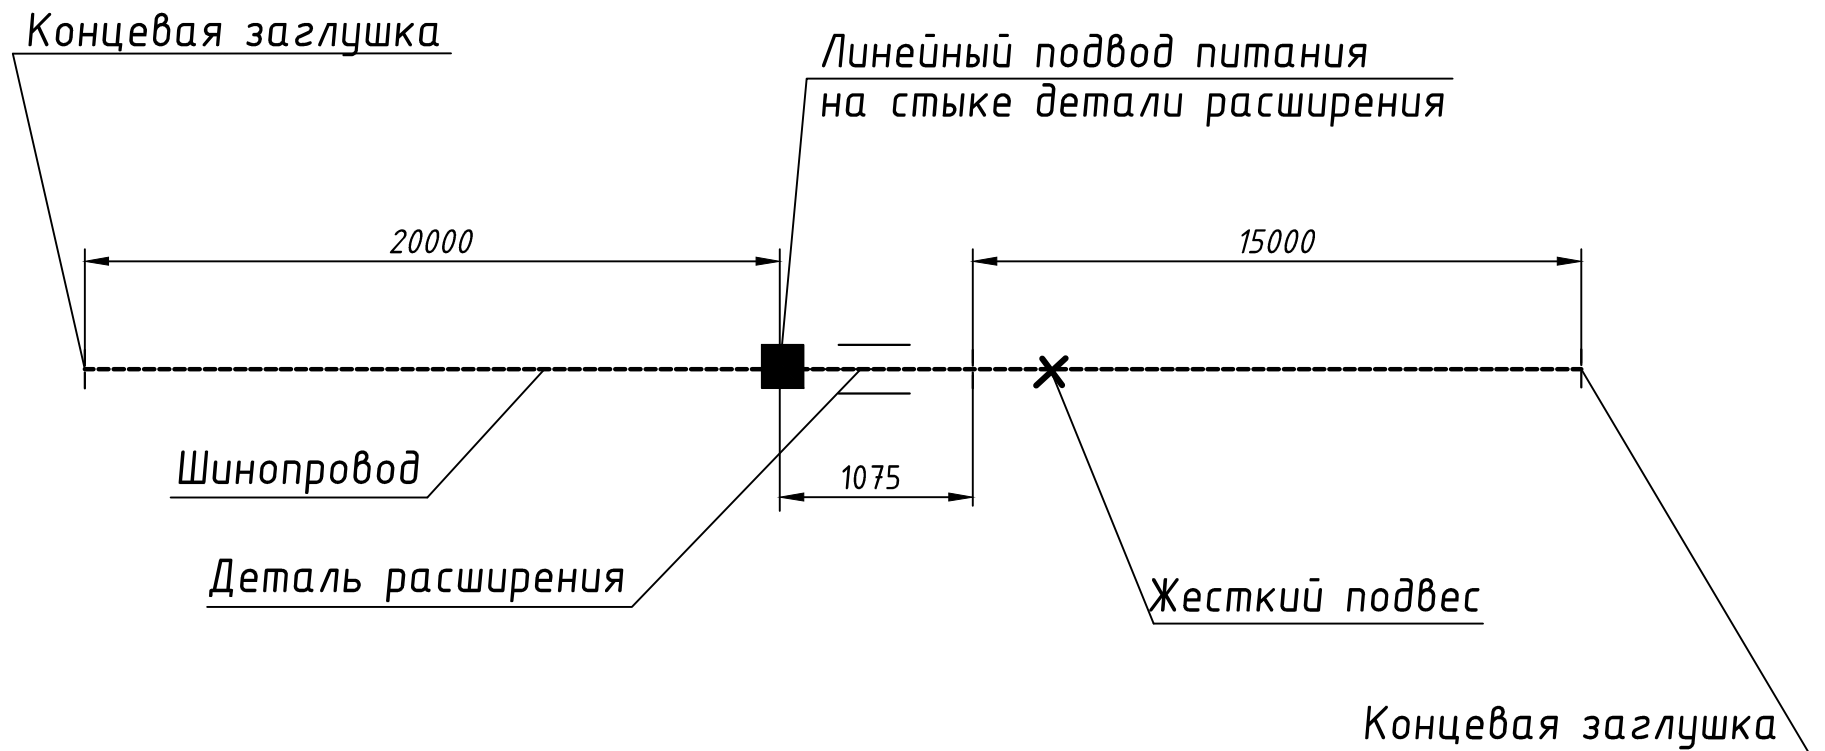 Концевая заглушка
Линейный подвод питания
на стыке детали расширения
20000
15000
Шинопровод
1075
Деталь расширения
Жесткий подвес
Концевая заглушка